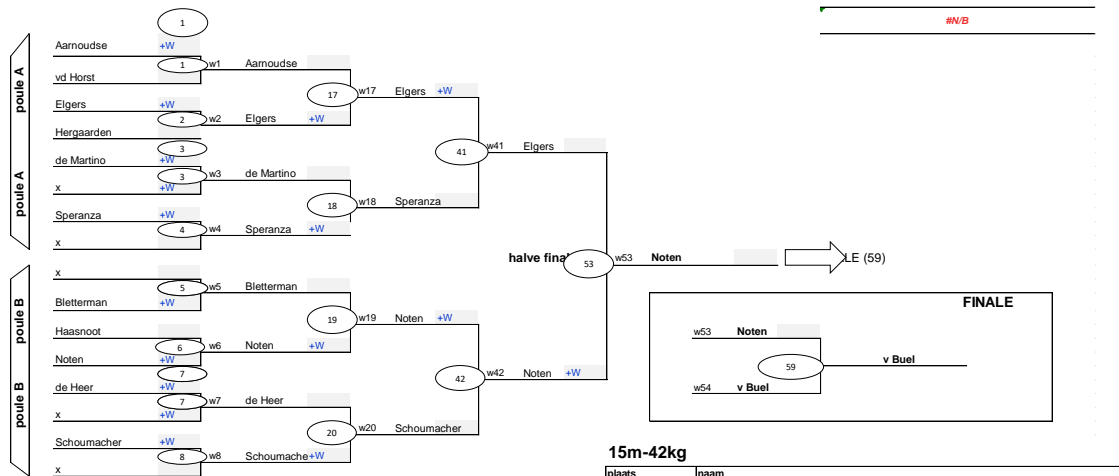 1
#N/B
poule A
poule A
Aarnoudse +W
1 w1 Aarnoudse
vd Horst
17 w17 Elgers +W
Elgers +W
2 w2 Elgers +W
Hergaarden
3
41 w41 Elgers
de Martino +W
3 w3 de Martino
x +W
18 w18 Speranza
Speranza +W
4 w4 Speranza +W
x
halve final 53 w53 Noten LE (59)
poule B
poule B
x
5 w5 Bletterman
Bletterman +W
19 w19 Noten +W
Haasnoot
6 w6 Noten +W
Noten +W
7
42 w42 Noten +W
de Heer +W
7 w7 de Heer
x +W
20 w20 Schoumacher
Schoumacher +W
8 w8 Schoumache +W
x
FINALE
w53 Noten
59 v Buel
w54 v Buel
15m-42kg
plaats naam